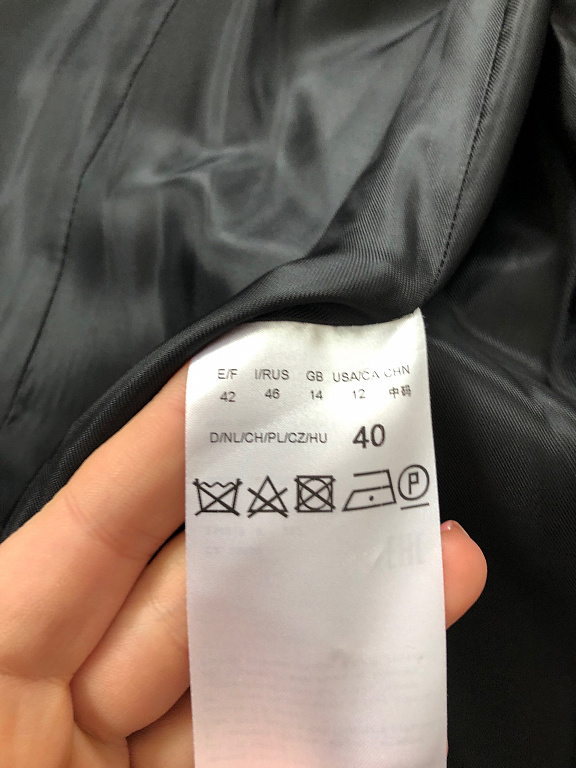 E/F I/RUS GB USA/CA CHN
42 46 14 12 中码
D/NL/CH/PL/CZ/HU 40
P